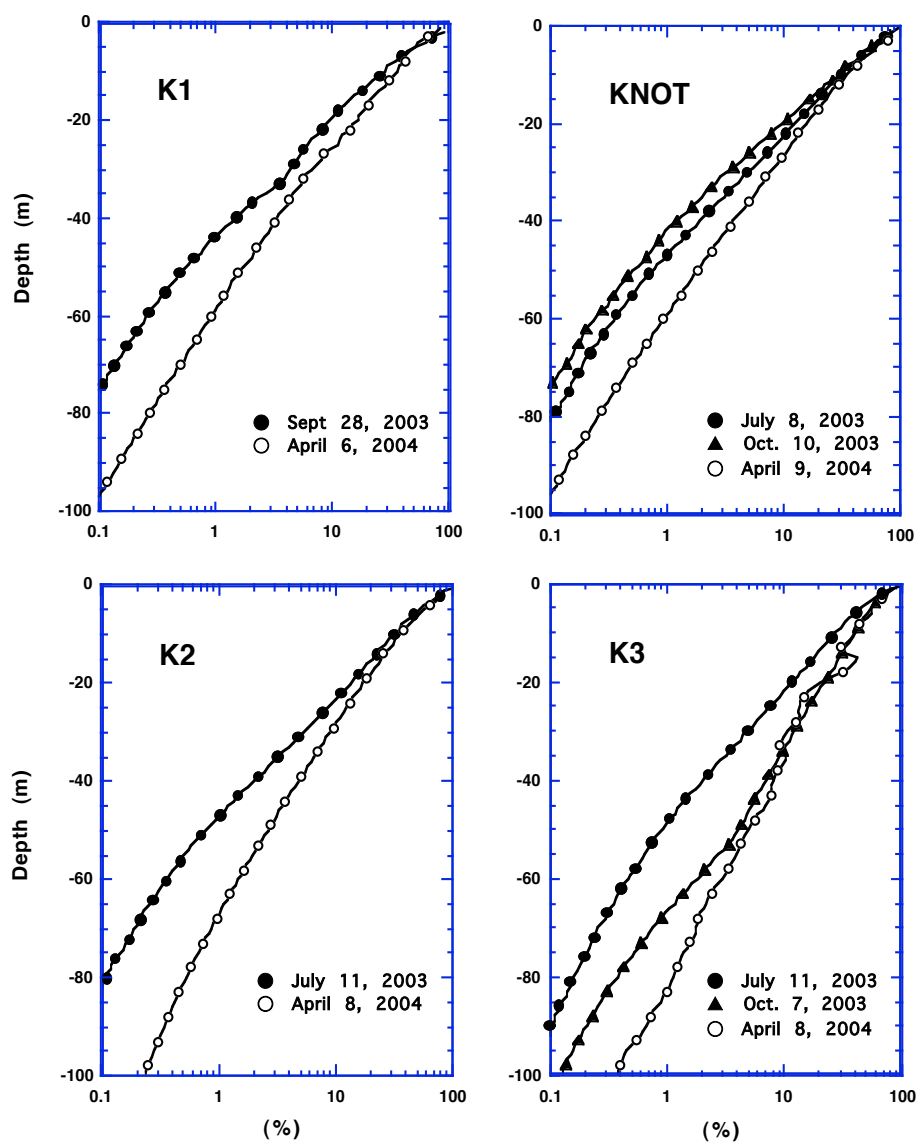 K1
0
-20
-40
-60
-80
-100
Depth (m)
Sept 28, 2003
April 6, 2004
0.1 1 10 100
KNOT
0
-20
-40
-60
-80
-100
July 8, 2003
Oct. 10, 2003
April 9, 2004
0.1 1 10 100
K2
0
-20
-40
-60
-80
-100
Depth (m)
July 11, 2003
April 8, 2004
0.1 1 10 100
(%)
K3
0
-20
-40
-60
-80
-100
July 11, 2003
Oct. 7, 2003
April 8, 2004
0.1 1 10 100
(%)